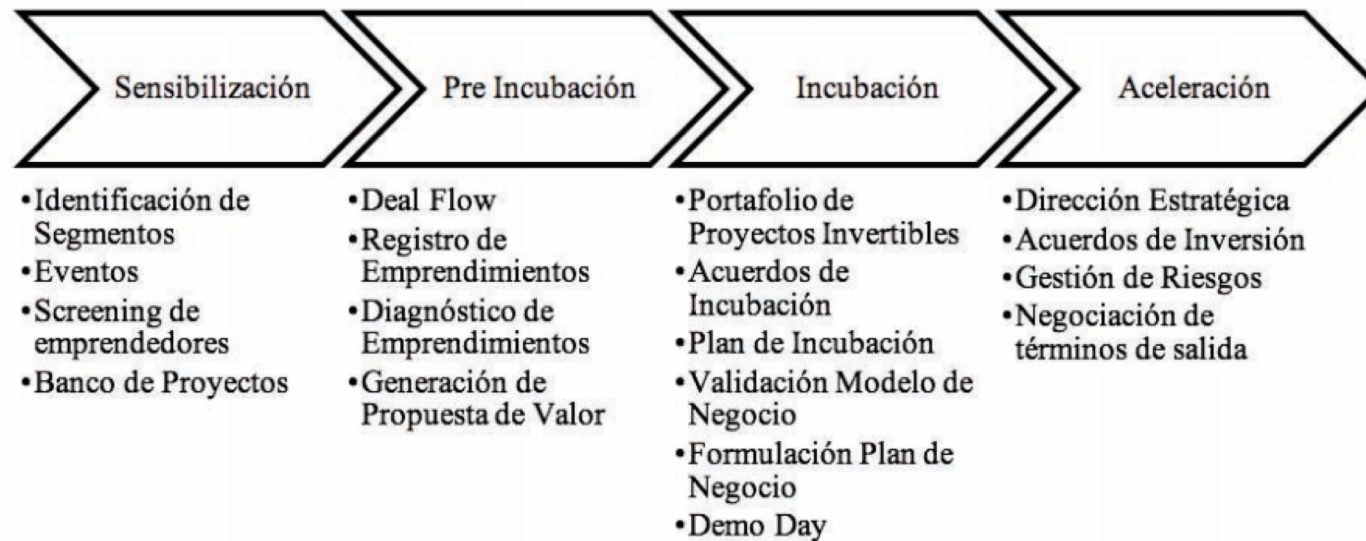 Sensibilización
Pre Incubación
Incubación
Aceleración
•Identificación de
Segmentos
•Eventos
•Screening de
emprendedores
•Banco de Proyectos
•Deal Flow
•Registro de
Emprendimientos
•Diagnóstico de
Emprendimientos
•Generación de
Propuesta de Valor
•Portafolio de
Proyectos Invertibles
•Acuerdos de
Incubación
•Plan de Incubación
•Validación Modelo de
Negocio
•Formulación Plan de
Negocio
•Demo Day
•Dirección Estratégica
•Acuerdos de Inversión
•Gestión de Riesgos
•Negociación de
términos de salida